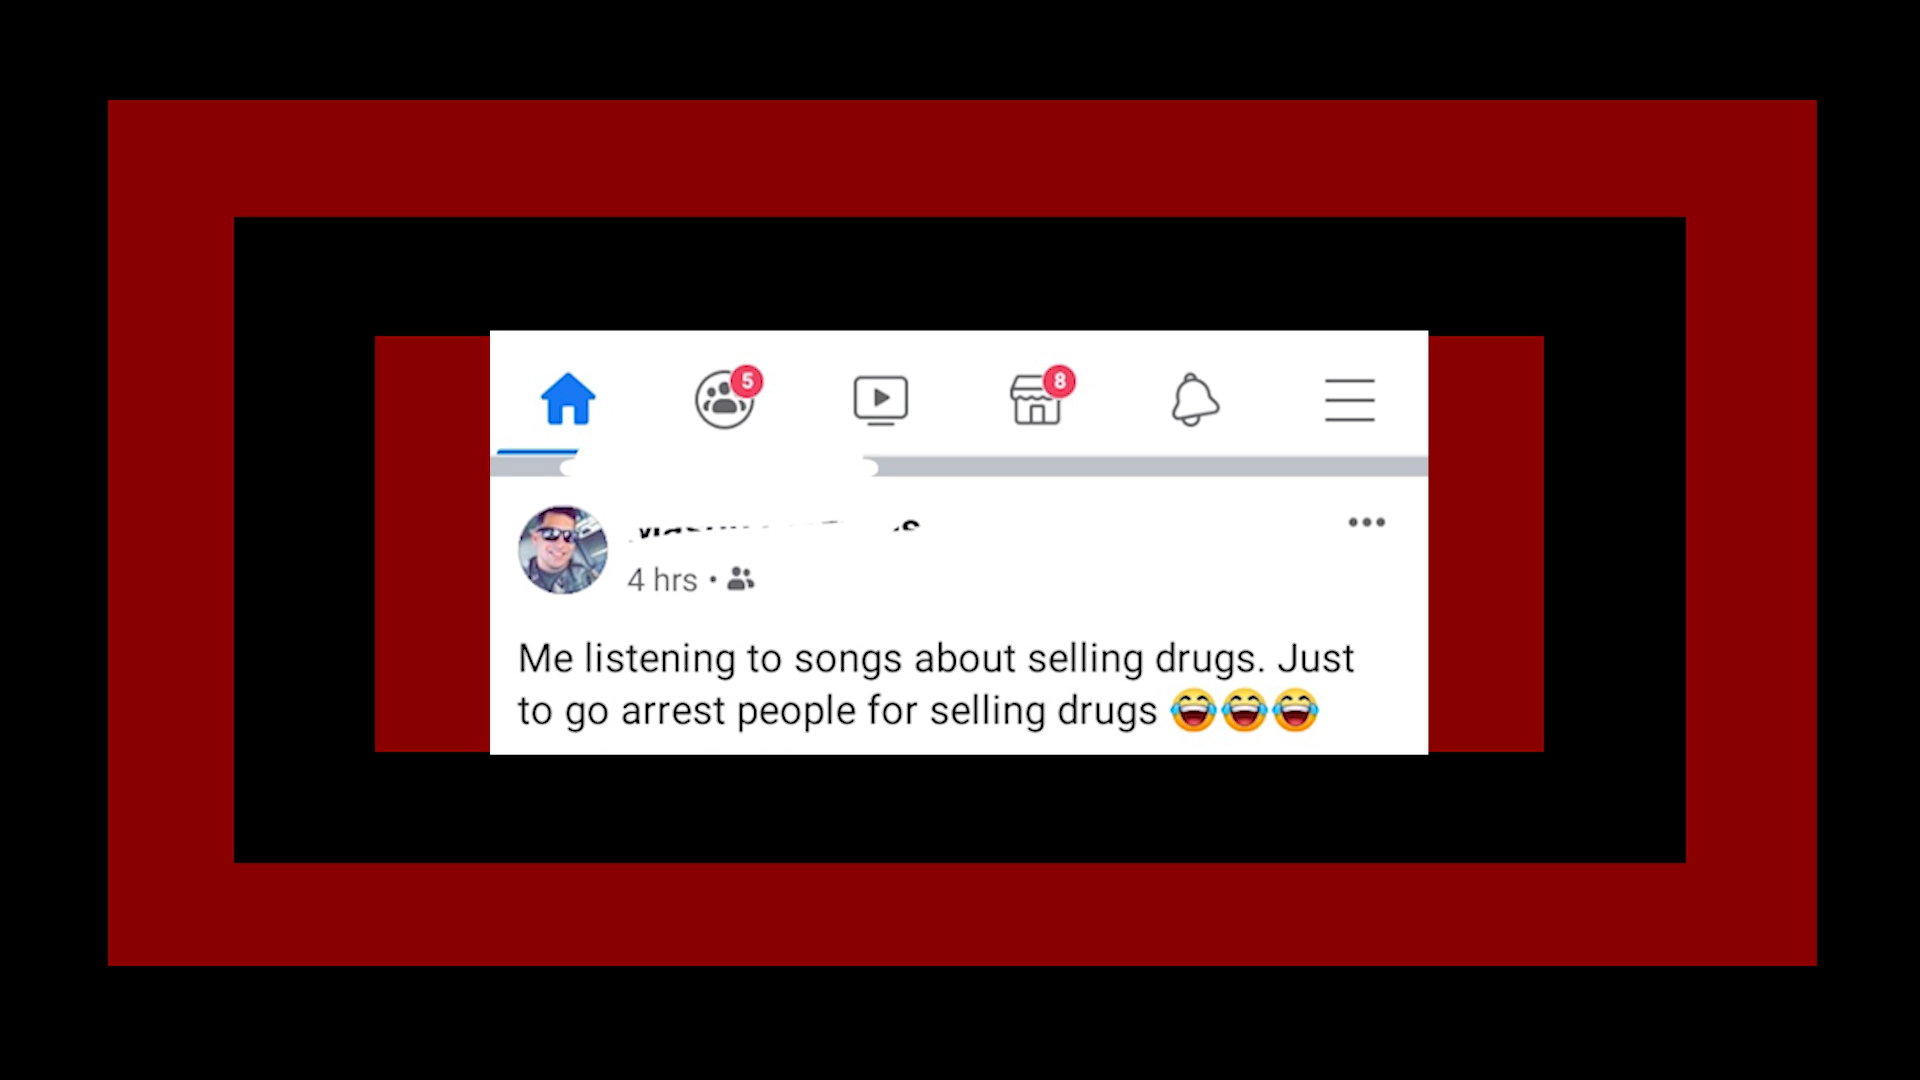 5
8
4 hrs •
Me listening to songs about selling drugs. Just
to go arrest people for selling drugs 😂😂😂